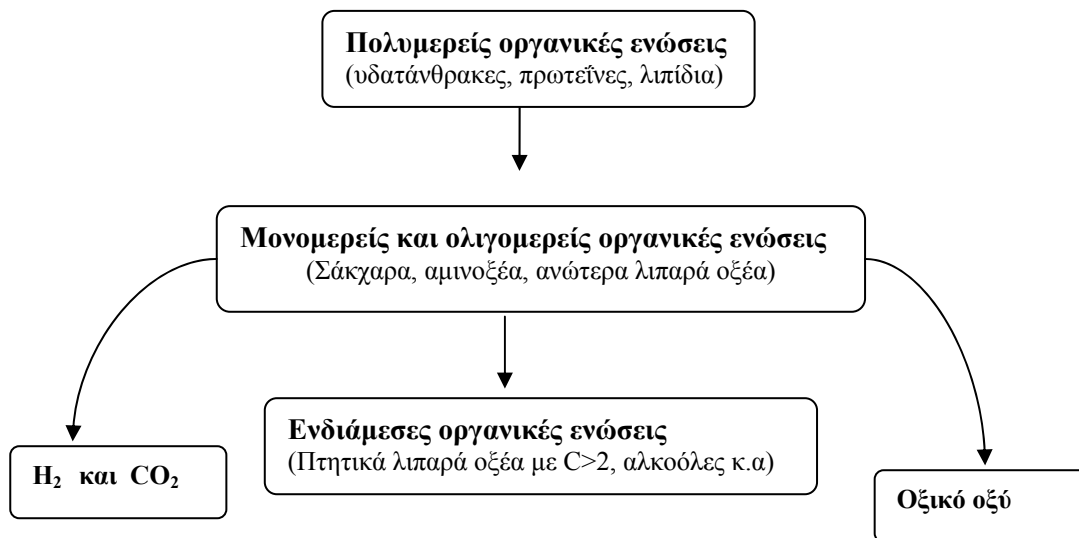 Πολυμερείς οργανικές ενώσεις
(υδατάνθρακες, πρωτεΐνες, λιπίδια)
Μονομερείς και ολιγομερείς οργανικές ενώσεις
(Σάκχαρα, αμινοξέα, ανώτερα λιπαρά οξέα)
Ενδιάμεσες οργανικές ενώσεις
(Πτητικά λιπαρά οξέα με C>2, αλκοόλες κ.α)
H₂ και CO₂
Οξικό οξύ